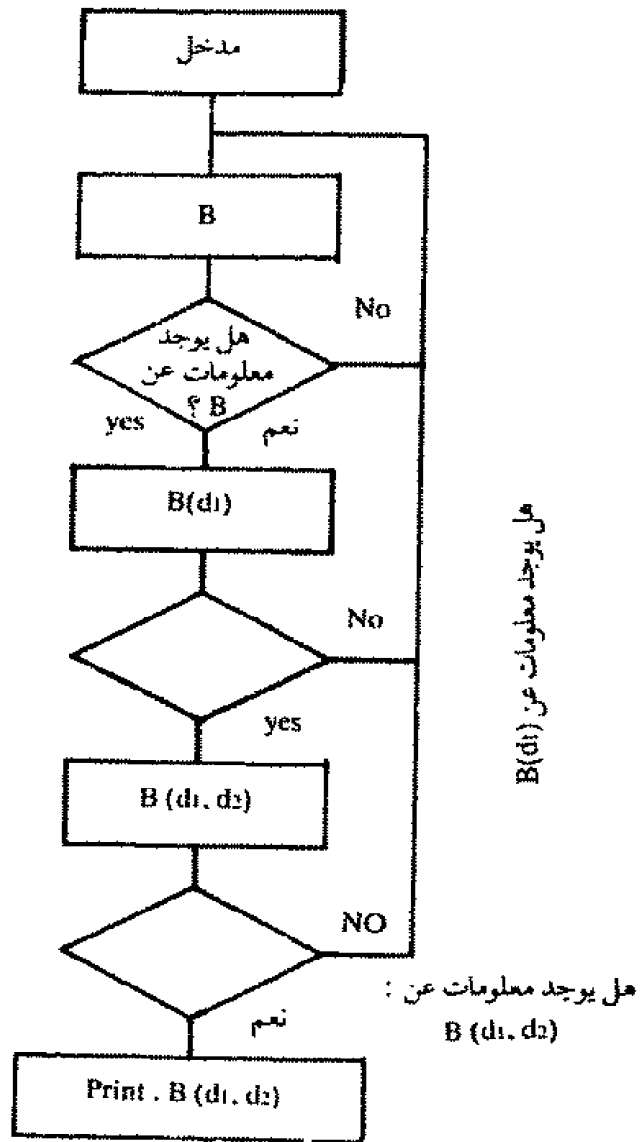 مدخل
B
No
هل يوجد
معلومات عن
B ؟
yes
نعم
B(d1)
No
هل يوجد معلومات عن B(d1)
yes
B (d1. d2)
NO
هل يوجد معلومات عن :
B (d1. d2)
نعم
Print . B (d1. d2)